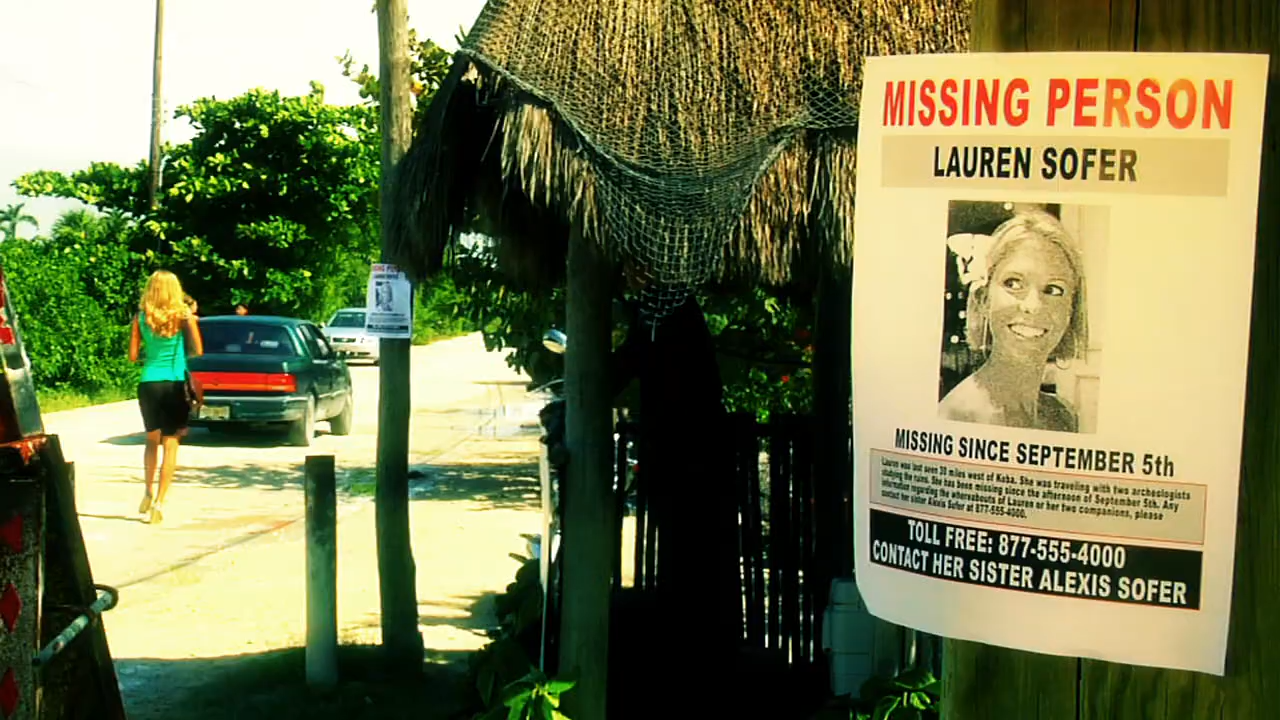 MISSING PERSON
LAUREN SOFER
MISSING SINCE SEPTEMBER 5th
Lauren was last seen 30 miles west of Koba. She was traveling with two archeologists
studying the ruins. She has been missing since the afternoon of September 5th. Any
information regarding the whereabouts of Lauren or her two companions, please
contact her sister Alexis Sofer at 877-555-4000.
TOLL FREE: 877-555-4000
CONTACT HER SISTER ALEXIS SOFER